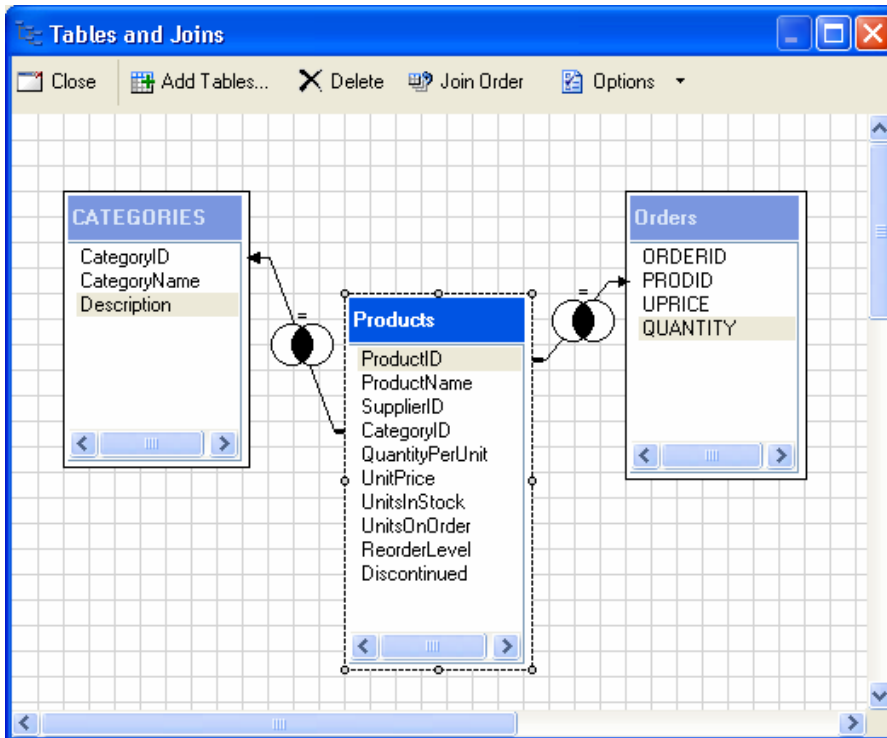 Tables and Joins
Close Add Tables... Delete Join Order Options
CATEGORIES
CategoryID
CategoryName
Description
=
Products
ProductID
ProductName
SupplierID
CategoryID
QuantityPerUnit
UnitPrice
UnitsInStock
UnitsOnOrder
ReorderLevel
Discontinued
=
Orders
ORDERID
PRODID
UPRICE
QUANTITY